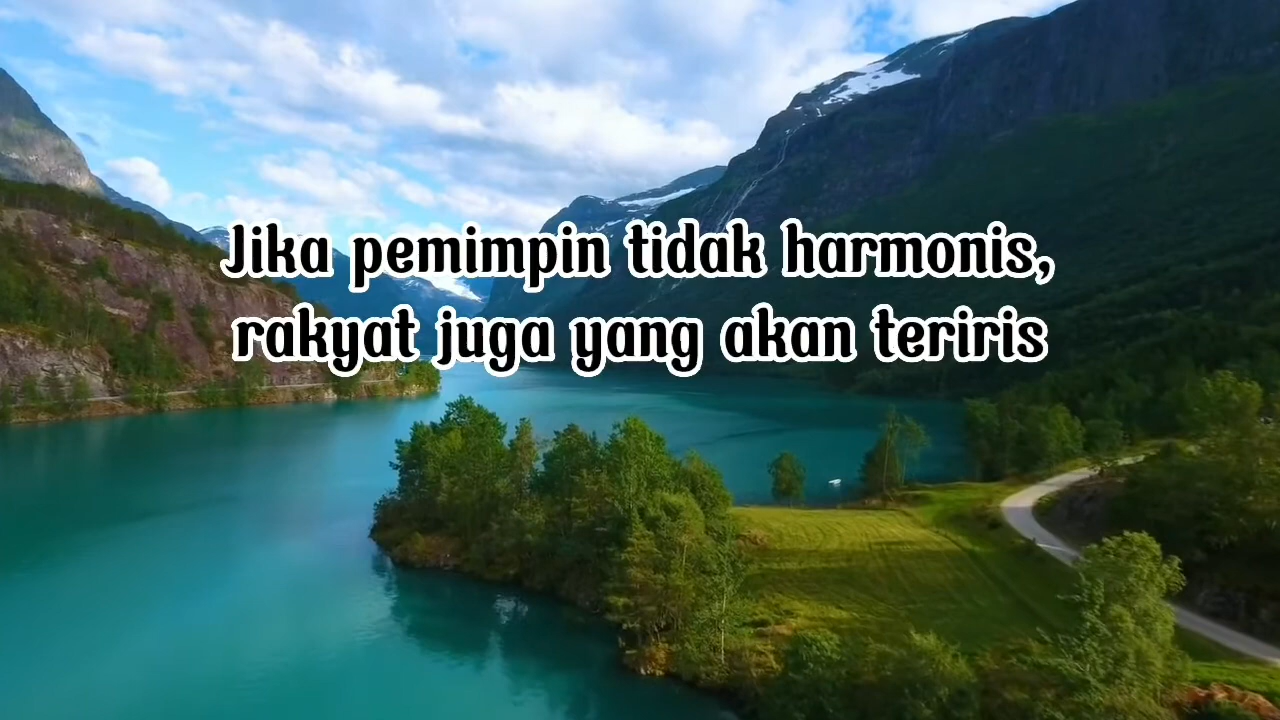 Jika pemimpin tidak harmonis,
rakyat juga yang akan teriris